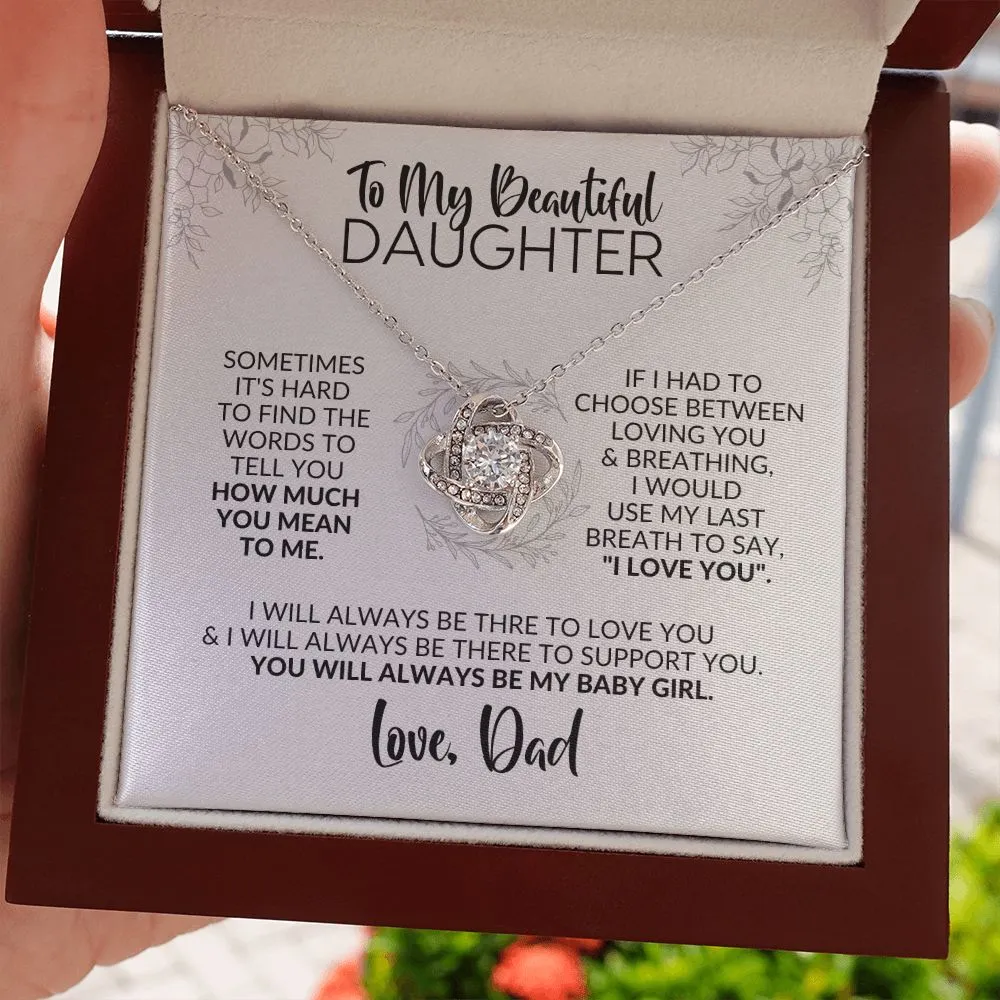 To My Beautiful
DAUGHTER
SOMETIMES
IT'S HARD
TO FIND THE
WORDS TO
TELL YOU
HOW MUCH
YOU MEAN
TO ME.
IF I HAD TO
CHOOSE BETWEEN
LOVING YOU
& BREATHING,
I WOULD
USE MY LAST
BREATH TO SAY,
"I LOVE YOU".
I WILL ALWAYS BE THRE TO LOVE YOU
& I WILL ALWAYS BE THERE TO SUPPORT YOU.
YOU WILL ALWAYS BE MY BABY GIRL.
Love, Dad